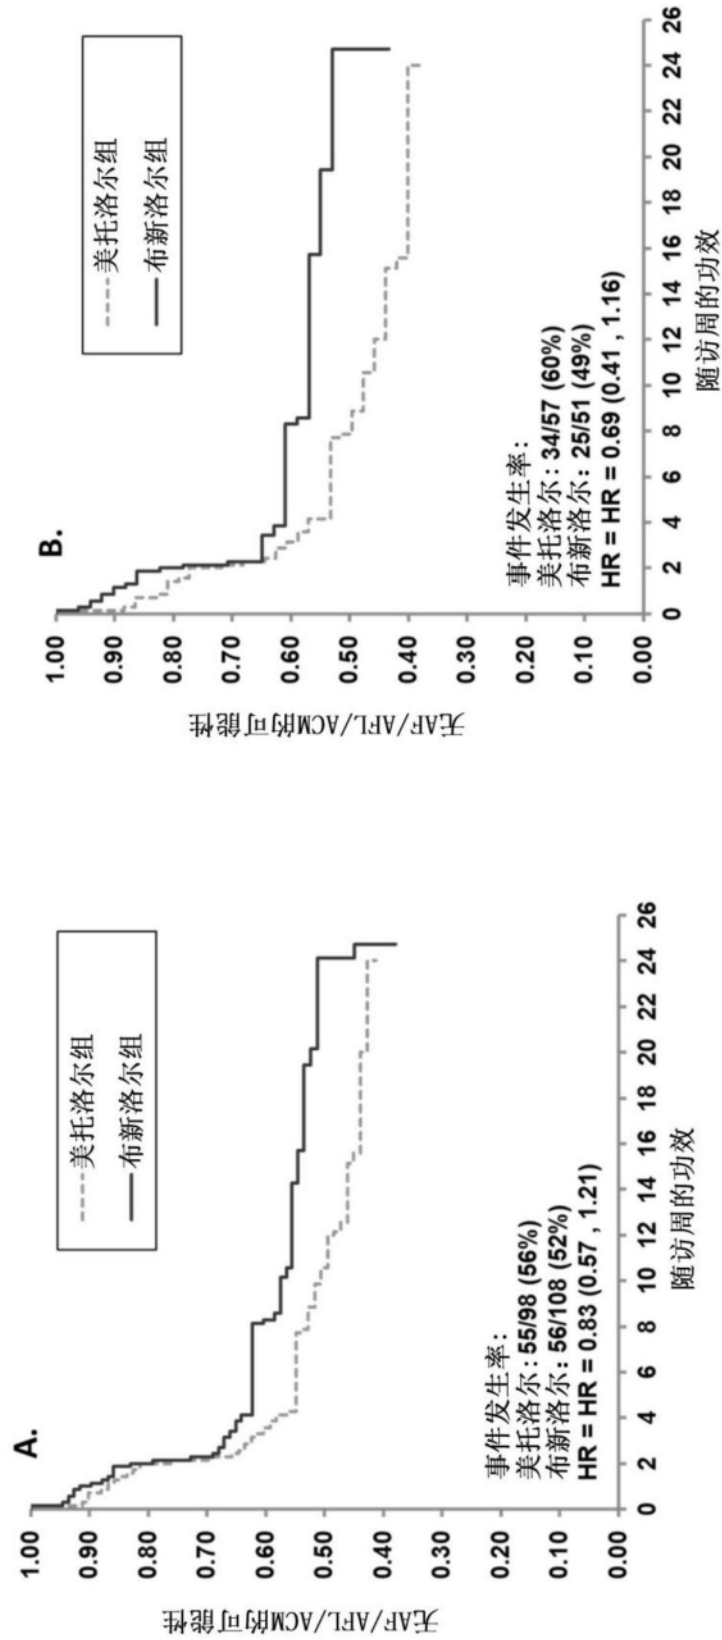 A.
美托洛尔组
布新洛尔组
无AF/AFL/ACM的可能性
1.00
0.90
0.80
0.70
0.60
0.50
0.40
0.30
0.20
0.10
0.00
事件发生率:
美托洛尔:55/98 (56%)
布新洛尔:56/108 (52%)
HR = HR = 0.83 (0.57 , 1.21)
0 2 4 6 8 10 12 14 16 18 20 22 24 26
随访周的功效
B.
美托洛尔组
布新洛尔组
无AF/AFL/ACM的可能性
1.00
0.90
0.80
0.70
0.60
0.50
0.40
0.30
0.20
0.10
0.00
事件发生率:
美托洛尔:34/57 (60%)
布新洛尔:25/51 (49%)
HR = HR = 0.69 (0.41 , 1.16)
0 2 4 6 8 10 12 14 16 18 20 22 24 26
随访周的功效